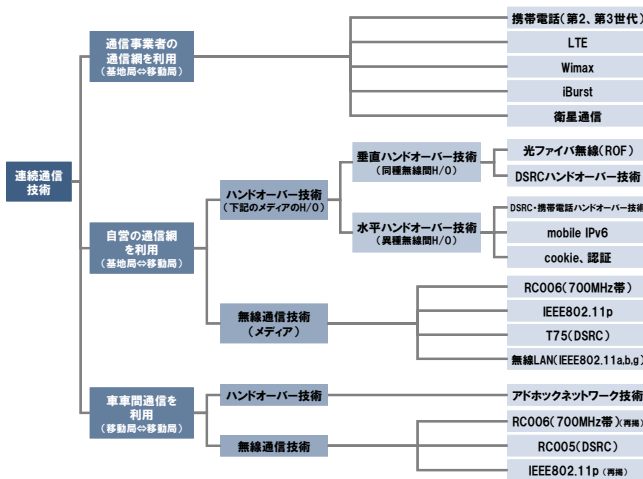 連続通信
技術
通信事業者の
通信網を利用
(基地局⇔移動局)
携帯電話(第2、第3世代)
LTE
Wimax
iBurst
衛星通信
自営の通信網
を利用
(基地局⇔移動局)
ハンドオーバー技術
(下記のメディアのH/O)
垂直ハンドオーバー技術
(同種無線間H/O)
光ファイバ無線(ROF)
DSRCハンドオーバー技術
水平ハンドオーバー技術
(異種無線間H/O)
DSRC・携帯電話ハンドオーバー技術
mobile IPv6
cookie、認証
無線通信技術
(メディア)
RC006(700MHz帯)
IEEE802.11p
T75(DSRC)
無線LAN(IEEE802.11a,b,g)
車車間通信を
利用
(移動局⇔移動局)
ハンドオーバー技術
アドホックネットワーク技術
無線通信技術
RC006(700MHz帯)(再掲)
RC005(DSRC)
IEEE802.11p (再掲)